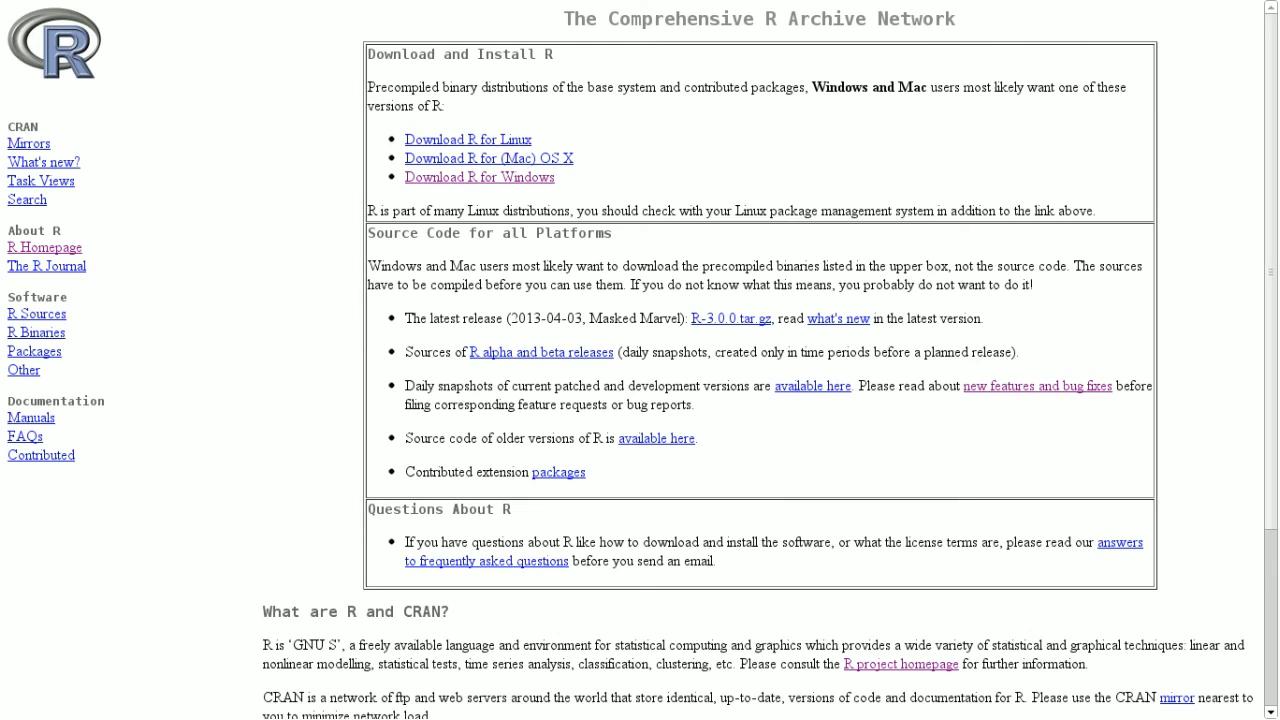 R
CRAN
Mirrors
What's new?
Task Views
Search
About R
R Homepage
The R Journal
Software
R Sources
R Binaries
Packages
Other
Documentation
Manuals
FAQs
Contributed
The Comprehensive R Archive Network
Download and Install R
Precompiled binary distributions of the base system and contributed packages, Windows and Mac users most likely want one of these
versions of R:
Download R for Linux
Download R for (Mac) OS X
Download R for Windows
R is part of many Linux distributions, you should check with your Linux package management system in addition to the link above.
Source Code for all Platforms
Windows and Mac users most likely want to download the precompiled binaries listed in the upper box, not the source code. The sources
have to be compiled before you can use them. If you do not know what this means, you probably do not want to do it!
The latest release (2013-04-03, Masked Marvel): R-3.0.0.tar.gz, read what's new in the latest version.
Sources of R alpha and beta releases (daily snapshots, created only in time periods before a planned release).
Daily snapshots of current patched and development versions are available here. Please read about new features and bug fixes before
filing corresponding feature requests or bug reports.
Source code of older versions of R is available here.
Contributed extension packages
Questions About R
If you have questions about R like how to download and install the software, or what the license terms are, please read our answers
to frequently asked questions before you send an email.
What are R and CRAN?
R is ‘GNU S’, a freely available language and environment for statistical computing and graphics which provides a wide variety of statistical and graphical techniques: linear and
nonlinear modelling, statistical tests, time series analysis, classification, clustering, etc. Please consult the R project homepage for further information.
CRAN is a network of ftp and web servers around the world that store identical, up-to-date, versions of code and documentation for R. Please use the CRAN mirror nearest to
you to minimize network load.